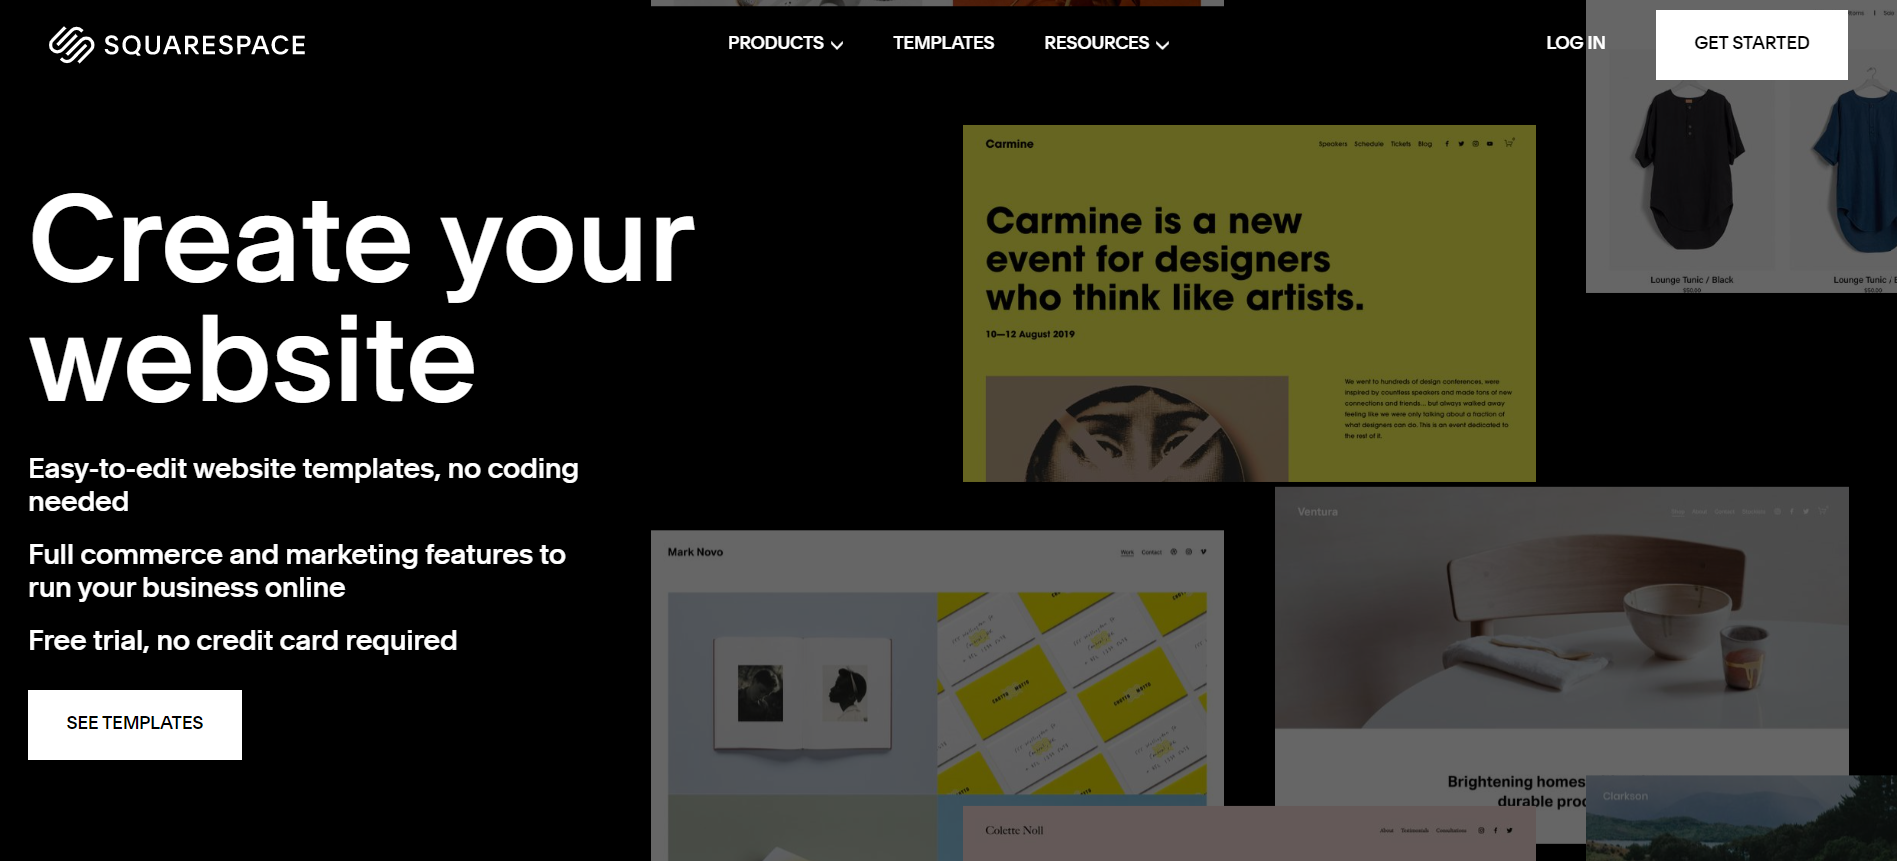 SQUARESPACE
PRODUCTS
TEMPLATES
RESOURCES
LOG IN
GET STARTED
Create your
website
Easy-to-edit website templates, no coding
needed
Full commerce and marketing features to
run your business online
Free trial, no credit card required
SEE TEMPLATES
Carmine
Speakers Schedule Tickets Blog
Carmine is a new
event for designers
who think like artists.
10—12 August 2019
We went to hundreds of design conferences, were
inspired by countless speakers and made tons of new
connections and friends... but always walked away
feeling like we were only talking about a fraction of
what designers can do. This is an event dedicated to
the rest of it.
Lounge Tunic / Black
$50.00
Lounge Tunic /
Mark Novo
Work Contact
Ventura
Brightening homes
durable
Clarkson
Colette Noll
About Testimonials Consultations